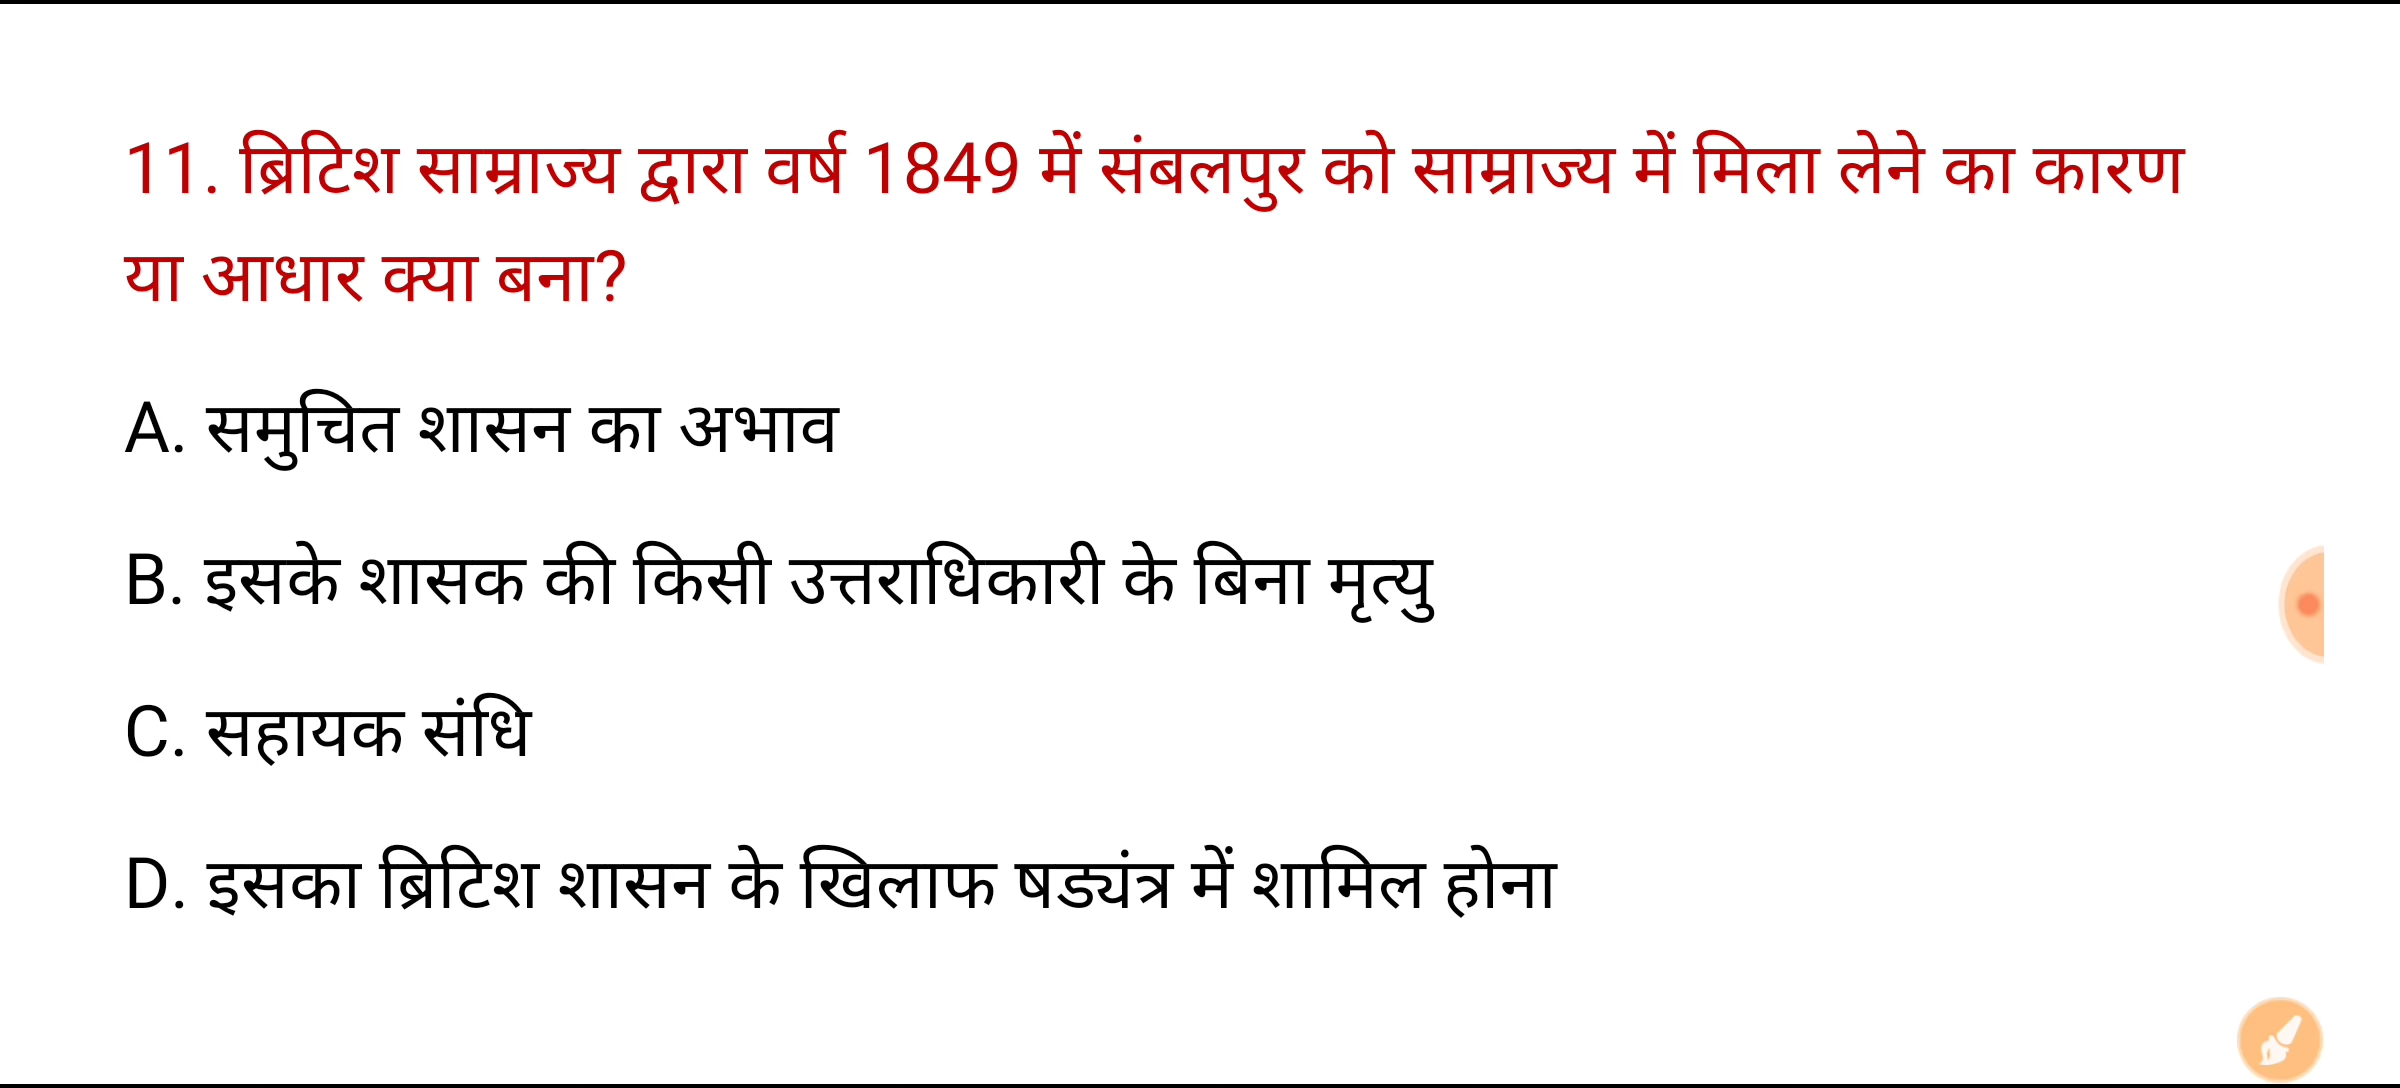 11. ब्रिटिश साम्राज्य द्वारा वर्ष 1849 में संबलपुर को साम्राज्य में मिला लेने का कारण
या आधार क्या बना?
A. समुचित शासन का अभाव
B. इसके शासक की किसी उत्तराधिकारी के बिना मृत्यु
C. सहायक संधि
D. इसका ब्रिटिश शासन के खिलाफ षड्यंत्र में शामिल होना